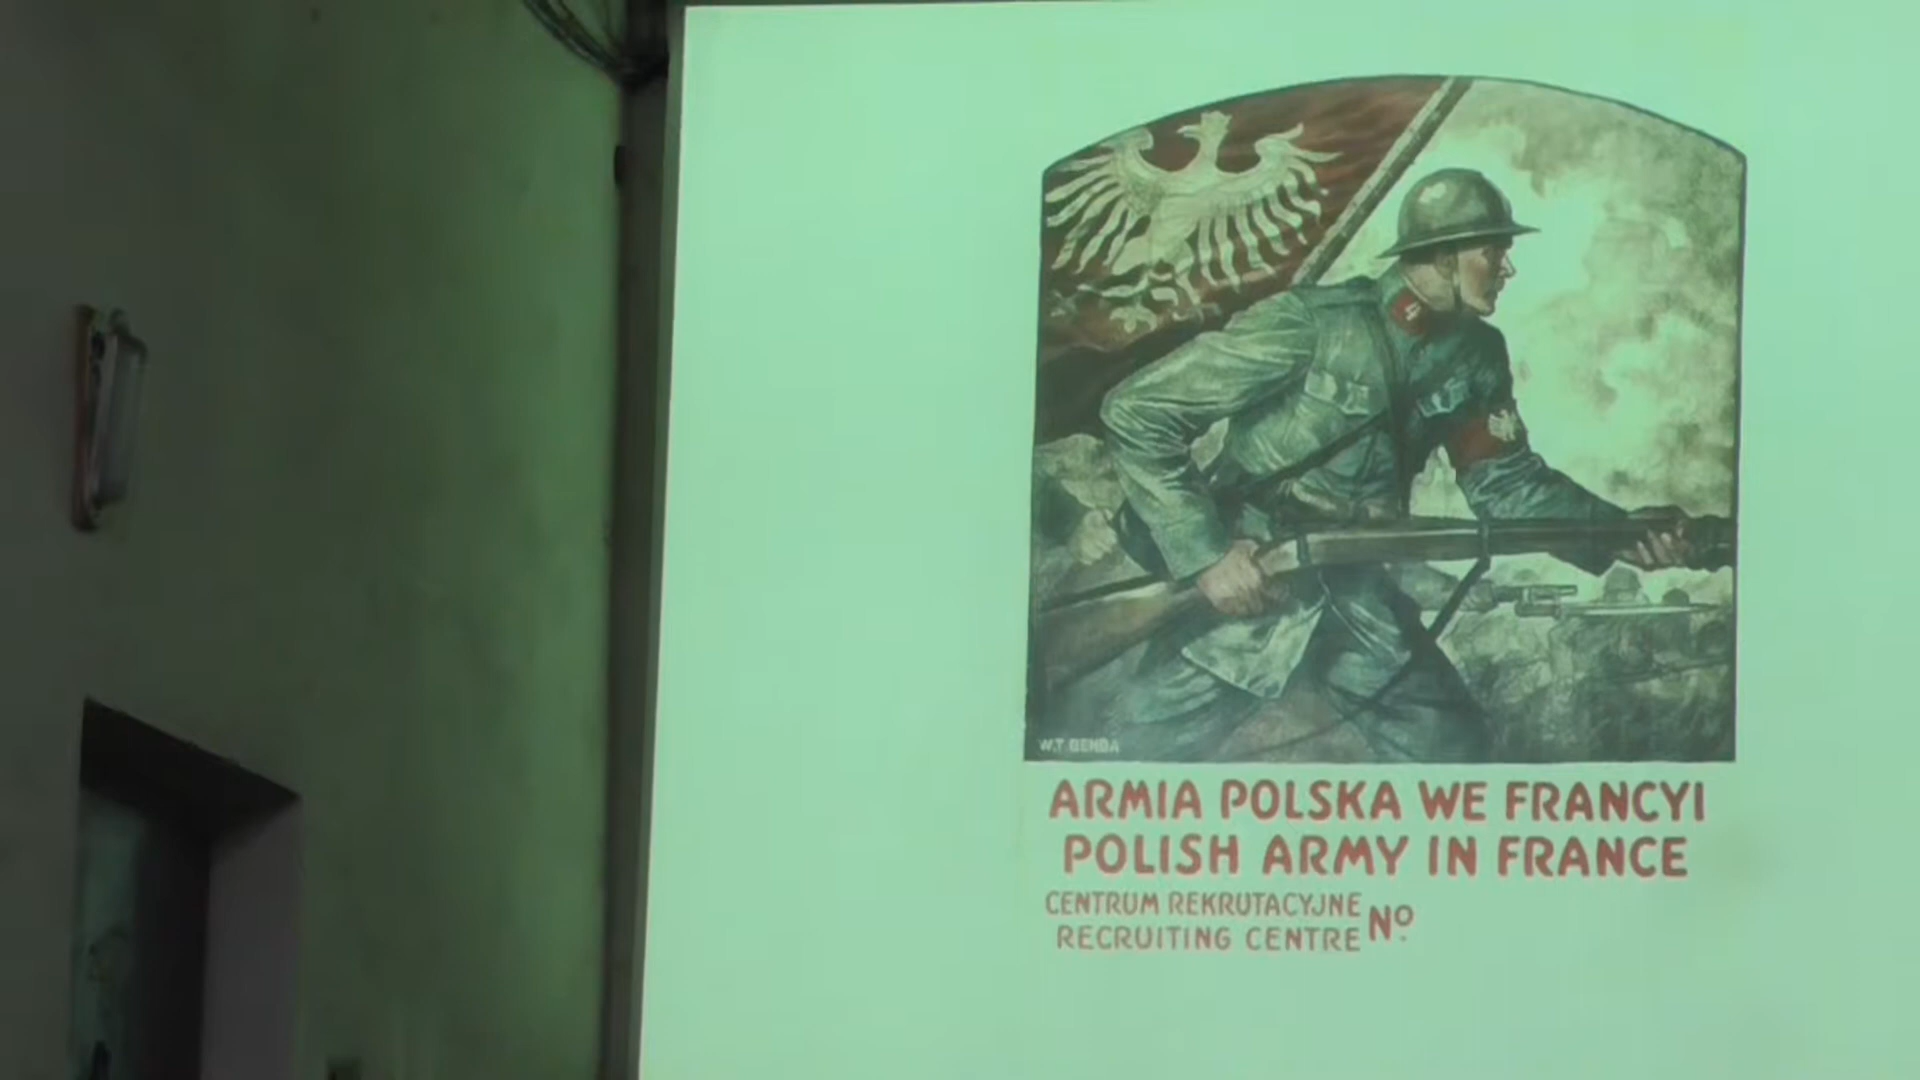 W.T. BENDA
ARMIA POLSKA WE FRANCYI
POLISH ARMY IN FRANCE
CENTRUM REKRUTACYJNE
RECRUITING CENTRE
Nº